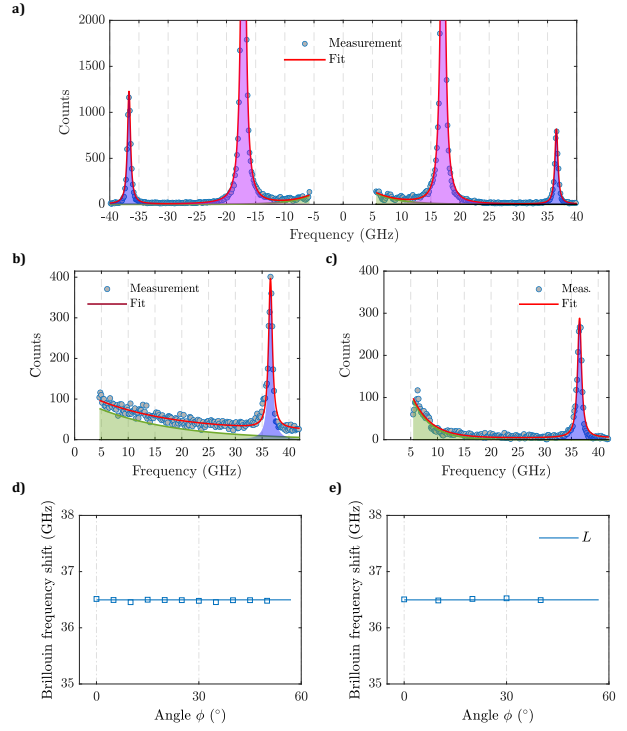 a)
2000
1500
1000
500
0
Counts
Measurement
Fit
-40 -35 -30 -25 -20 -15 -10 -5 0 5 10 15 20 25 30 35 40
Frequency (GHz)
b)
400
300
200
100
0
Counts
Measurement
Fit
0 5 10 15 20 25 30 35 40
Frequency (GHz)
c)
400
300
200
100
0
Counts
Meas.
Fit
5 10 15 20 25 30 35 40
Frequency (GHz)
d)
38
37
36
35
Brillouin frequency shift (GHz)
0 30 60
Angle ϕ (°)
e)
38
37
36
35
Brillouin frequency shift (GHz)
L
0 30 60
Angle ϕ (°)